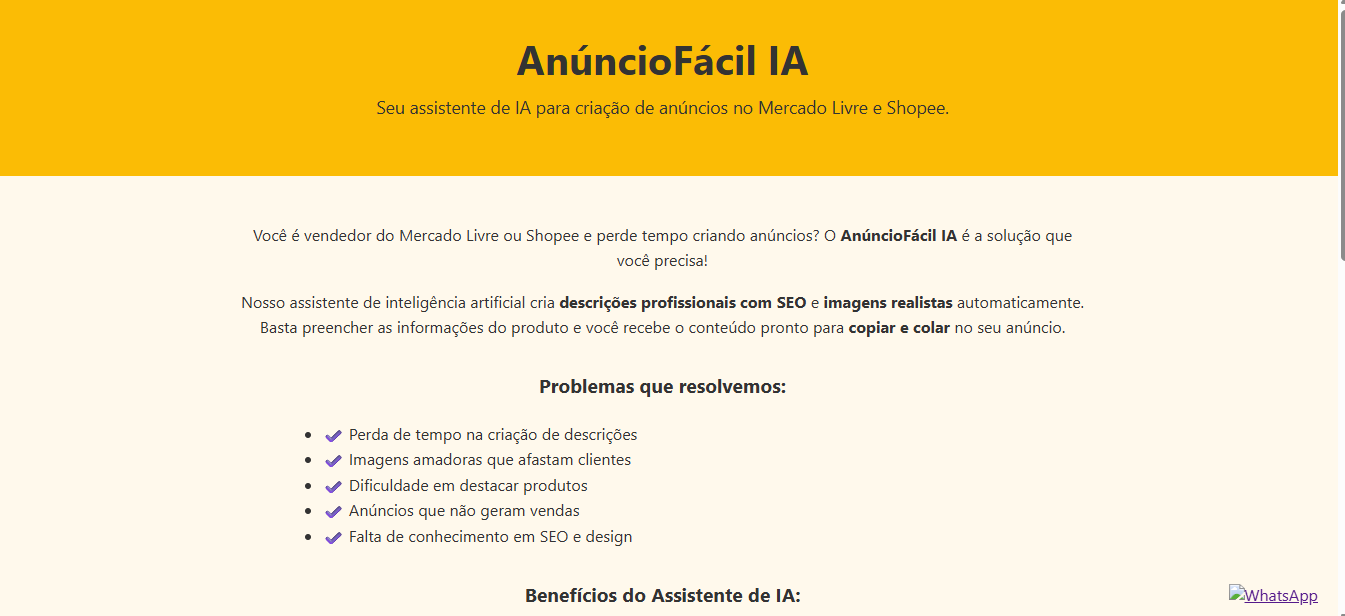 AnúncioFácil IA
Seu assistente de IA para criação de anúncios no Mercado Livre e Shopee.
Você é vendedor do Mercado Livre ou Shopee e perde tempo criando anúncios? O AnúncioFácil IA é a solução que
você precisa!
Nosso assistente de inteligência artificial cria descrições profissionais com SEO e imagens realistas automaticamente.
Basta preencher as informações do produto e você recebe o conteúdo pronto para copiar e colar no seu anúncio.
Problemas que resolvemos:
• ✔ Perda de tempo na criação de descrições
• ✔ Imagens amadoras que afastam clientes
• ✔ Dificuldade em destacar produtos
• ✔ Anúncios que não geram vendas
• ✔ Falta de conhecimento em SEO e design
Benefícios do Assistente de IA:
WhatsApp